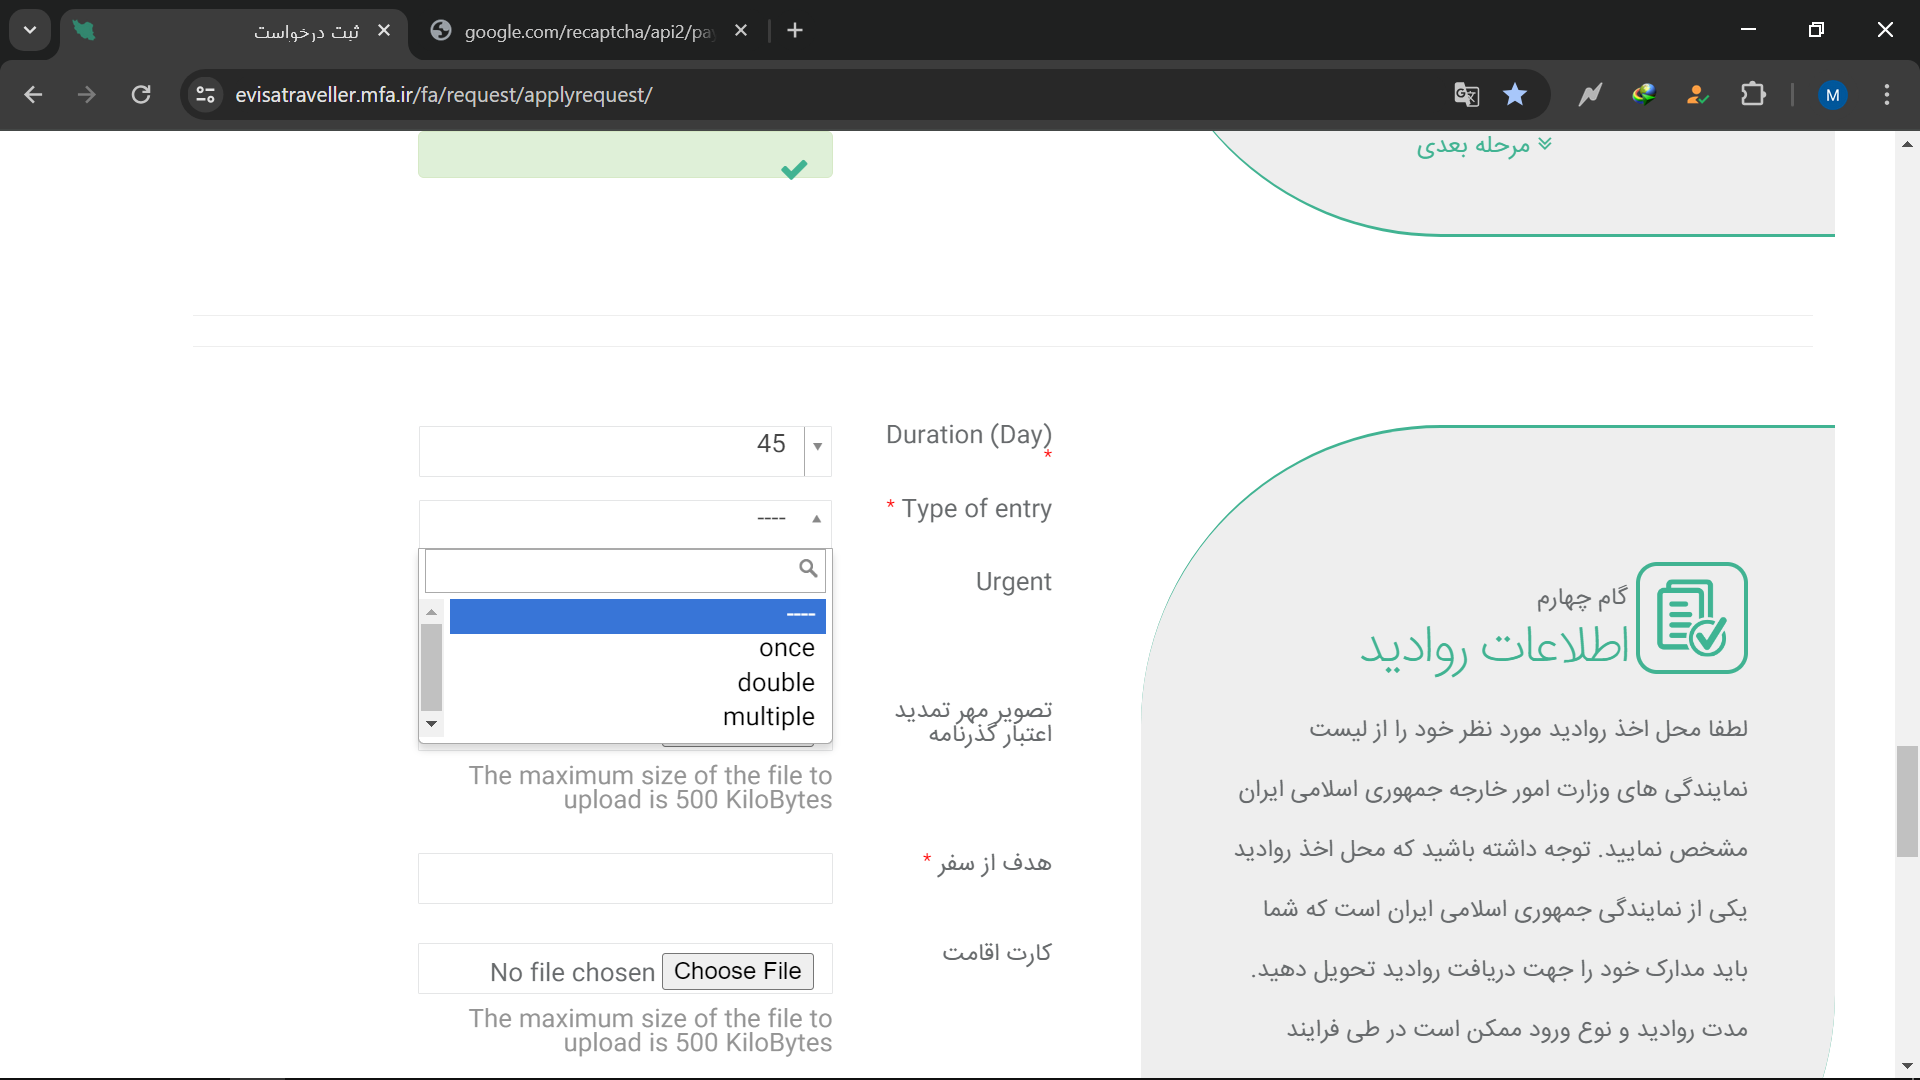 ثبت درخواست
google.com/recaptcha/api2/pay
evisatraveller.mfa.ir/fa/request/applyrequest/
M
مرحله بعدی
Duration (Day)
*
45
Type of entry *
----
----
once
double
multiple
Urgent
تصویر مهر تمدید
اعتبار گذرنامه
The maximum size of the file to
upload is 500 KiloBytes
هدف از سفر *
کارت اقامت
Choose File No file chosen
The maximum size of the file to
upload is 500 KiloBytes
گام چهارم
اطلاعات روادید
لطفا محل اخذ روادید مورد نظر خود را از لیست
نمایندگی های وزارت امور خارجه جمهوری اسلامی ایران
مشخص نمایید. توجه داشته باشید که محل اخذ روادید
یکی از نمایندگی جمهوری اسلامی ایران است که شما
باید مدارک خود را جهت دریافت روادید تحویل دهید.
مدت روادید و نوع ورود ممکن است در طی فرایند